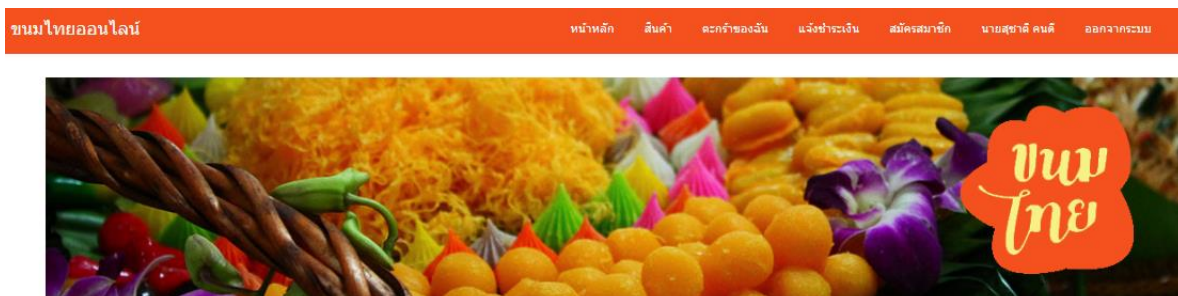 ขนมไทยออนไลน์ หน้าหลัก สินค้า ตะกร้าของฉัน แจ้งชำระเงิน สมัครสมาชิก นายสุชาติ คนดี ออกจากระบบ
ขนม
ไทย